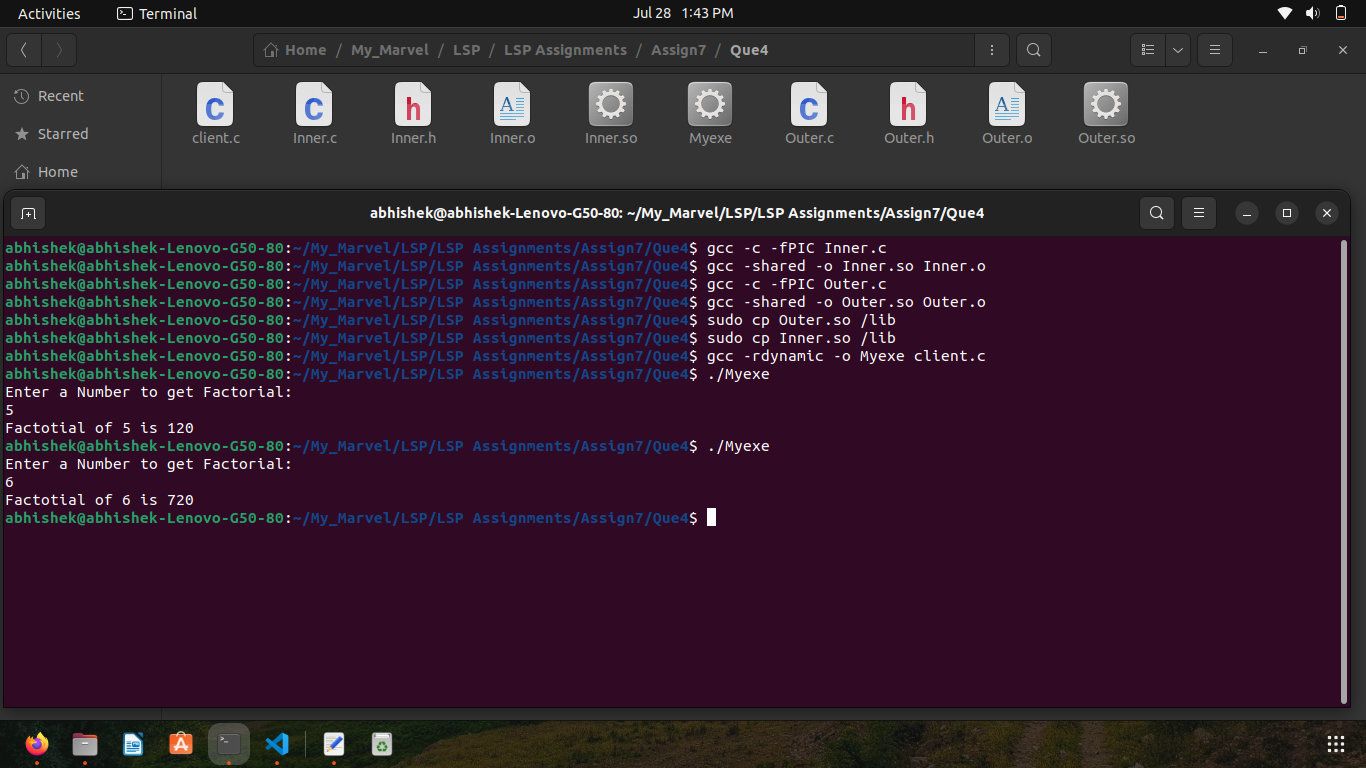 Activities Terminal Jul 28 1:43 PM
Home / My_Marvel / LSP / LSP Assignments / Assign7 / Que4
Recent
Starred
Home
client.c Inner.c Inner.h Inner.o Inner.so Myexe Outer.c Outer.h Outer.o Outer.so
abhishek@abhishek-Lenovo-G50-80: ~/My_Marvel/LSP/LSP Assignments/Assign7/Que4
abhishek@abhishek-Lenovo-G50-80:~/My_Marvel/LSP/LSP Assignments/Assign7/Que4$ gcc -c -fPIC Inner.c
abhishek@abhishek-Lenovo-G50-80:~/My_Marvel/LSP/LSP Assignments/Assign7/Que4$ gcc -shared -o Inner.so Inner.o
abhishek@abhishek-Lenovo-G50-80:~/My_Marvel/LSP/LSP Assignments/Assign7/Que4$ gcc -c -fPIC Outer.c
abhishek@abhishek-Lenovo-G50-80:~/My_Marvel/LSP/LSP Assignments/Assign7/Que4$ gcc -shared -o Outer.so Outer.o
abhishek@abhishek-Lenovo-G50-80:~/My_Marvel/LSP/LSP Assignments/Assign7/Que4$ sudo cp Outer.so /lib
abhishek@abhishek-Lenovo-G50-80:~/My_Marvel/LSP/LSP Assignments/Assign7/Que4$ sudo cp Inner.so /lib
abhishek@abhishek-Lenovo-G50-80:~/My_Marvel/LSP/LSP Assignments/Assign7/Que4$ gcc -rdynamic -o Myexe client.c
abhishek@abhishek-Lenovo-G50-80:~/My_Marvel/LSP/LSP Assignments/Assign7/Que4$ ./Myexe
Enter a Number to get Factorial:
5
Factotial of 5 is 120
abhishek@abhishek-Lenovo-G50-80:~/My_Marvel/LSP/LSP Assignments/Assign7/Que4$ ./Myexe
Enter a Number to get Factorial:
6
Factotial of 6 is 720
abhishek@abhishek-Lenovo-G50-80:~/My_Marvel/LSP/LSP Assignments/Assign7/Que4$